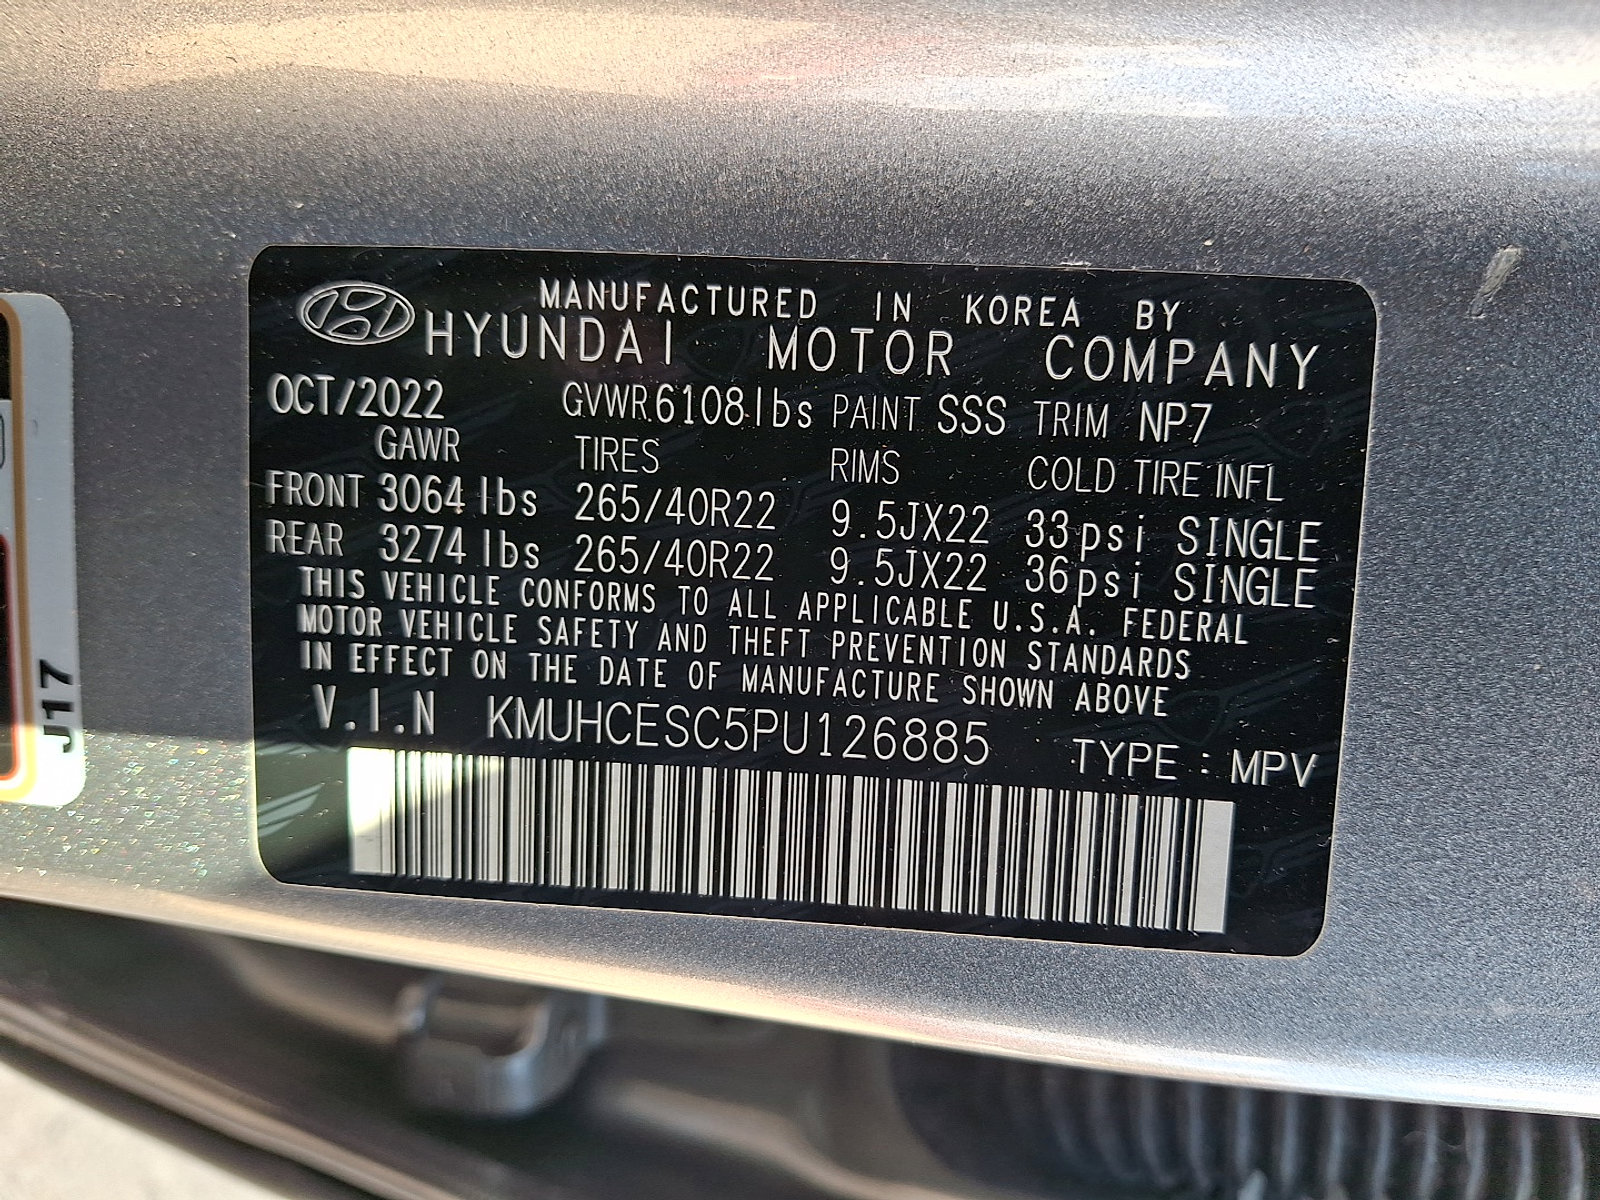 MANUFACTURED IN KOREA BY
HYUNDAI MOTOR COMPANY
OCT/2022 GVWR 6108 lbs PAINT SSS TRIM NP7
GAWR TIRES RIMS COLD TIRE INFL
FRONT 3064 lbs 265/40R22 9.5JX22 33psi SINGLE
REAR 3274 lbs 265/40R22 9.5JX22 36psi SINGLE
THIS VEHICLE CONFORMS TO ALL APPLICABLE U.S.A. FEDERAL
MOTOR VEHICLE SAFETY AND THEFT PREVENTION STANDARDS
IN EFFECT ON THE DATE OF MANUFACTURE SHOWN ABOVE
V.I.N KMUHCESC5PU126885 TYPE : MPV
J17